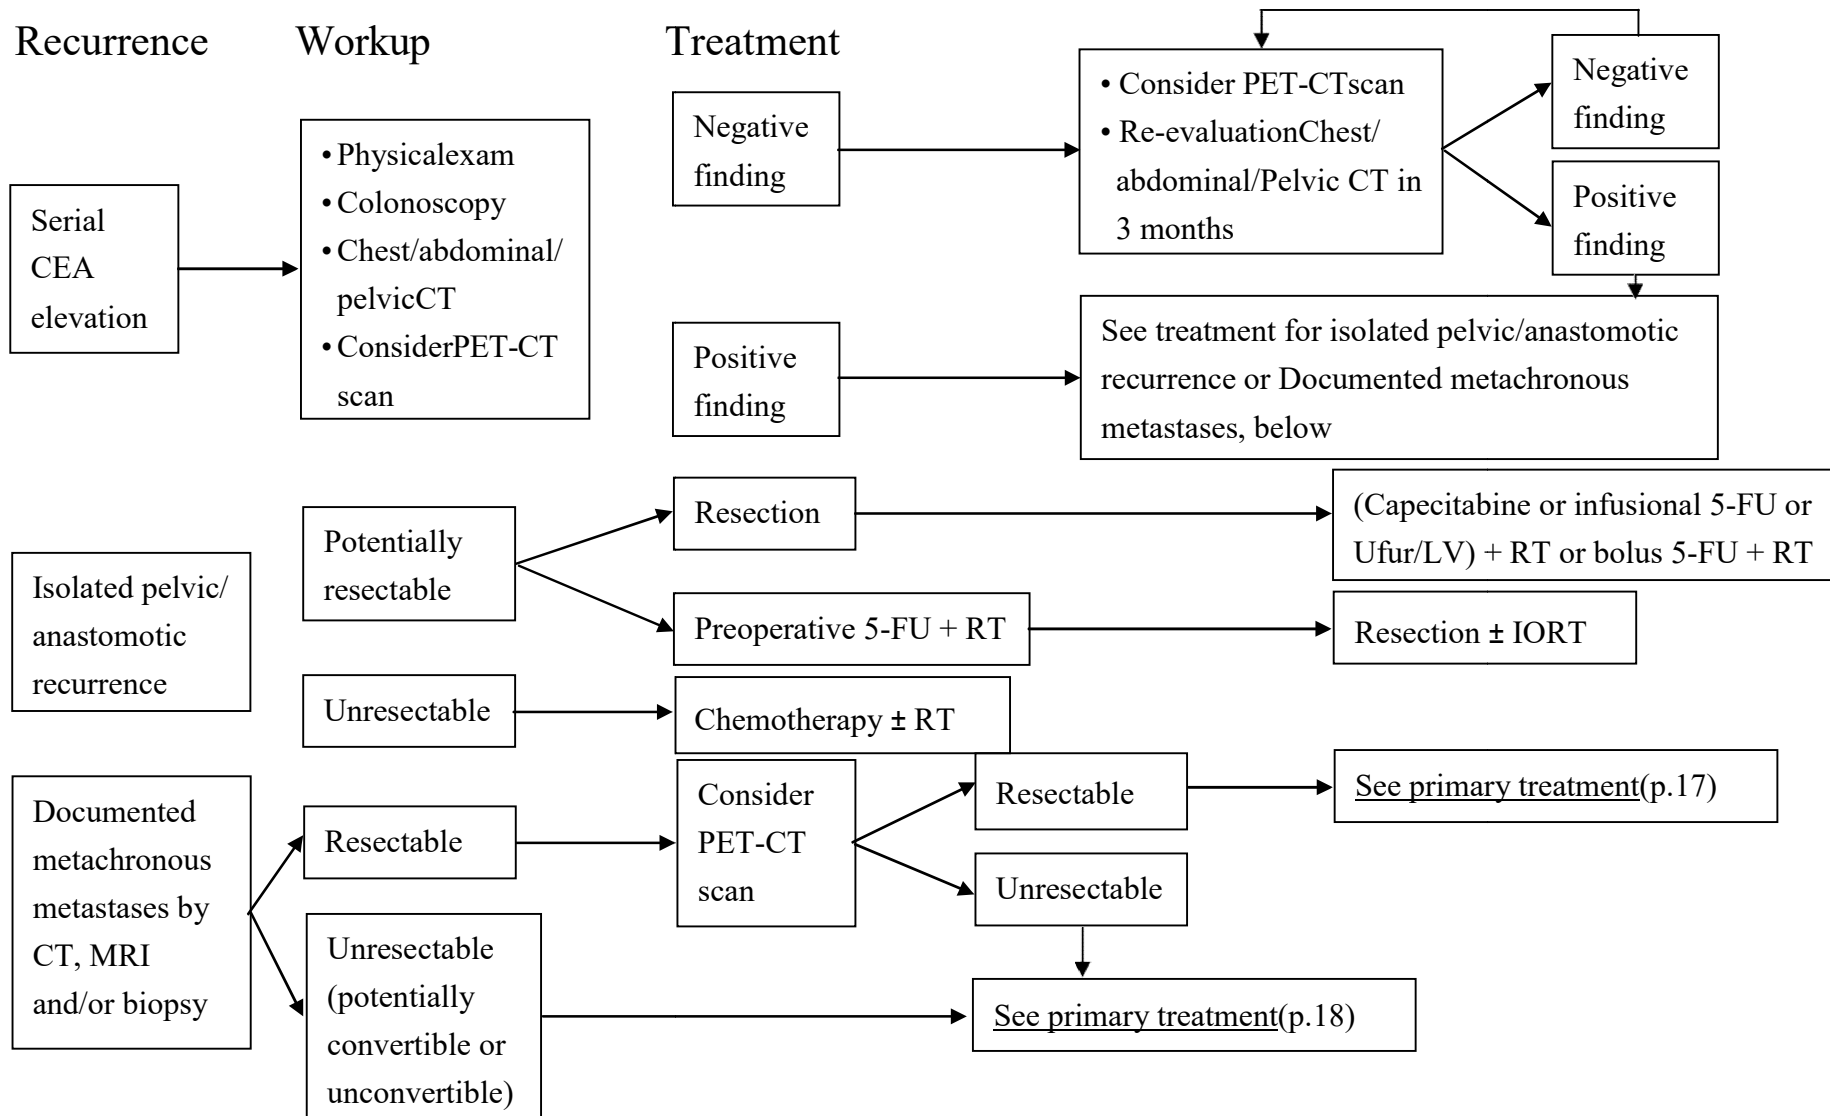 Recurrence
Workup
Treatment
Serial
CEA
elevation
• Physicalexam
• Colonoscopy
• Chest/abdominal/
pelvicCT
• ConsiderPET-CT
scan
Negative
finding
• Consider PET-CTscan
• Re-evaluationChest/
abdominal/Pelvic CT in
3 months
Negative
finding
Positive
finding
Positive
finding
See treatment for isolated pelvic/anastomotic
recurrence or Documented metachronous
metastases, below
Isolated pelvic/
anastomotic
recurrence
Potentially
resectable
Resection
(Capecitabine or infusional 5-FU or
Ufur/LV) + RT or bolus 5-FU + RT
Preoperative 5-FU + RT
Resection ± IORT
Unresectable
Chemotherapy ± RT
Documented
metachronous
metastases by
CT, MRI
and/or biopsy
Resectable
Consider
PET-CT
scan
Resectable
See primary treatment(p.17)
Unresectable
Unresectable
(potentially
convertible or
unconvertible)
See primary treatment(p.18)